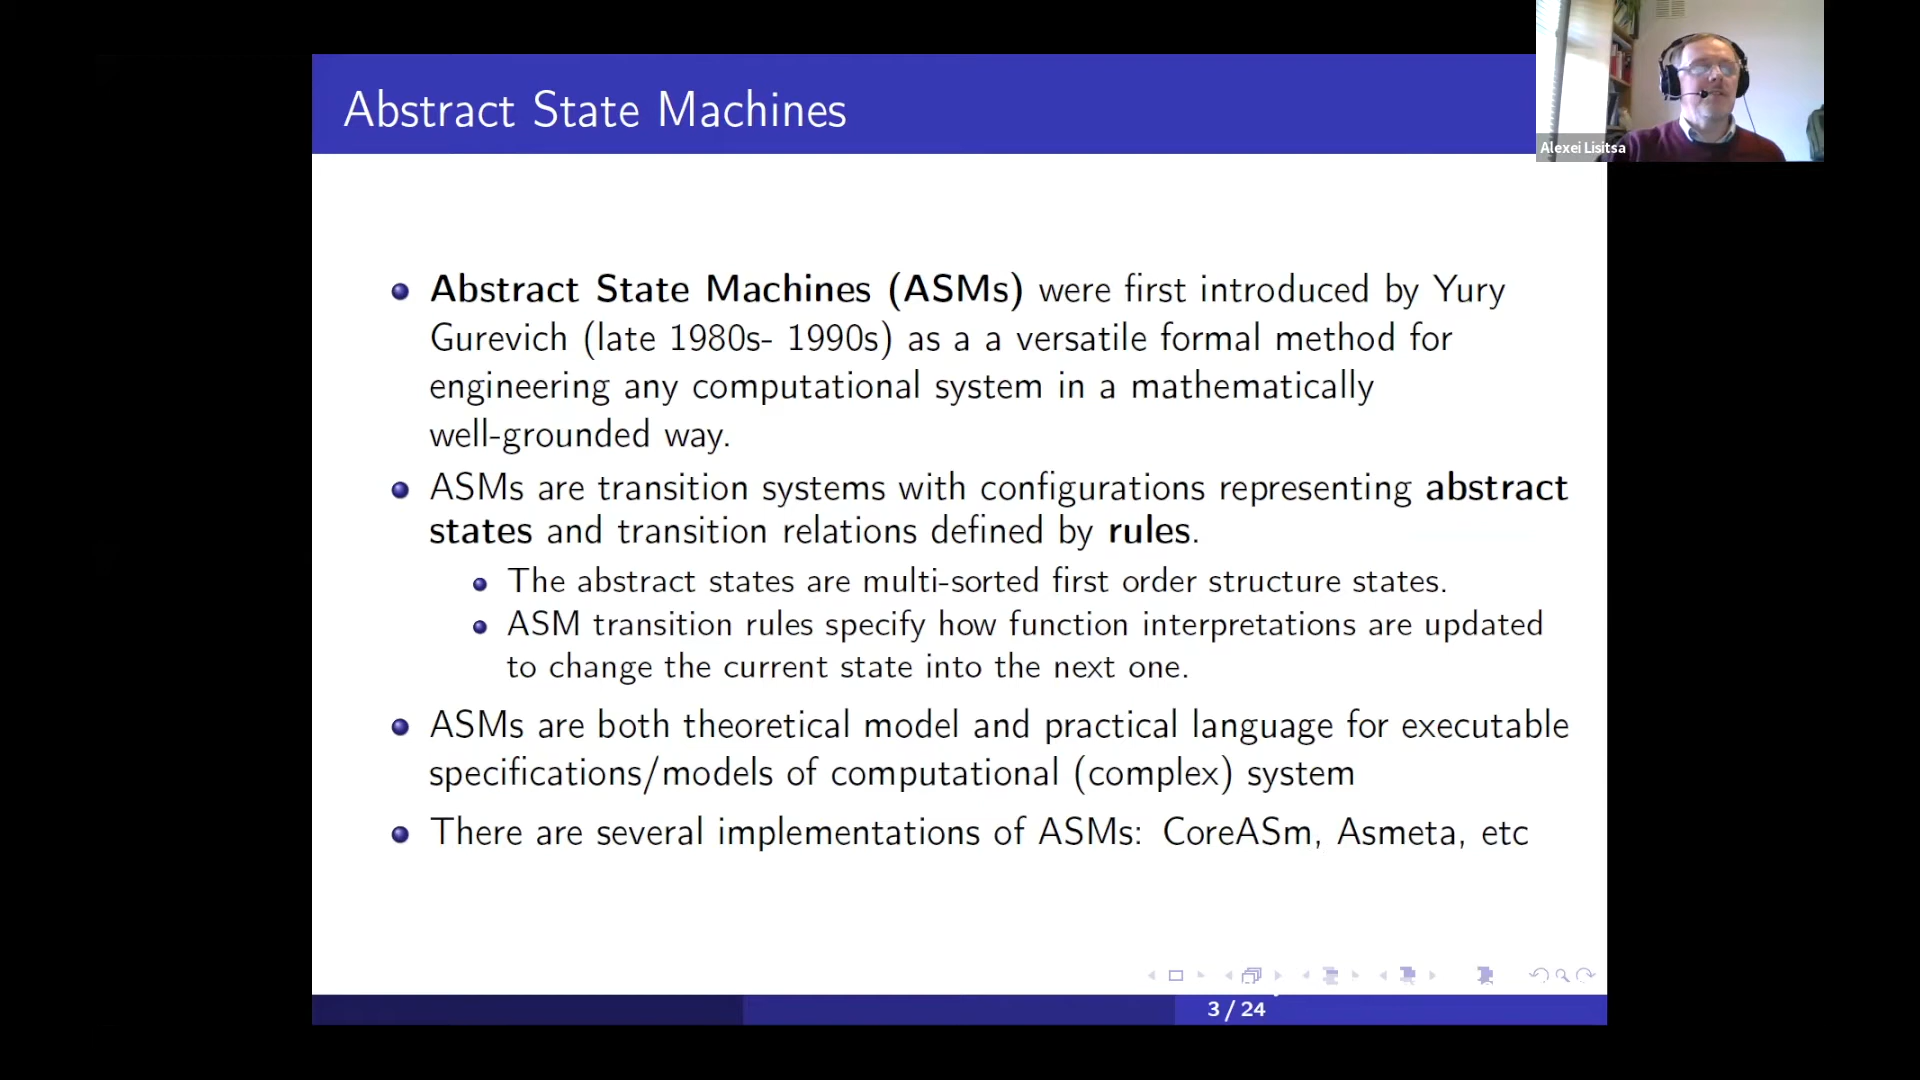 Abstract State Machines
Alexei Lisitsa
Abstract State Machines (ASMs) were first introduced by Yury
Gurevich (late 1980s- 1990s) as a a versatile formal method for
engineering any computational system in a mathematically
well-grounded way.
ASMs are transition systems with configurations representing abstract
states and transition relations defined by rules.
The abstract states are multi-sorted first order structure states.
ASM transition rules specify how function interpretations are updated
to change the current state into the next one.
ASMs are both theoretical model and practical language for executable
specifications/models of computational (complex) system
There are several implementations of ASMs: CoreASm, Asmeta, etc
3 / 24